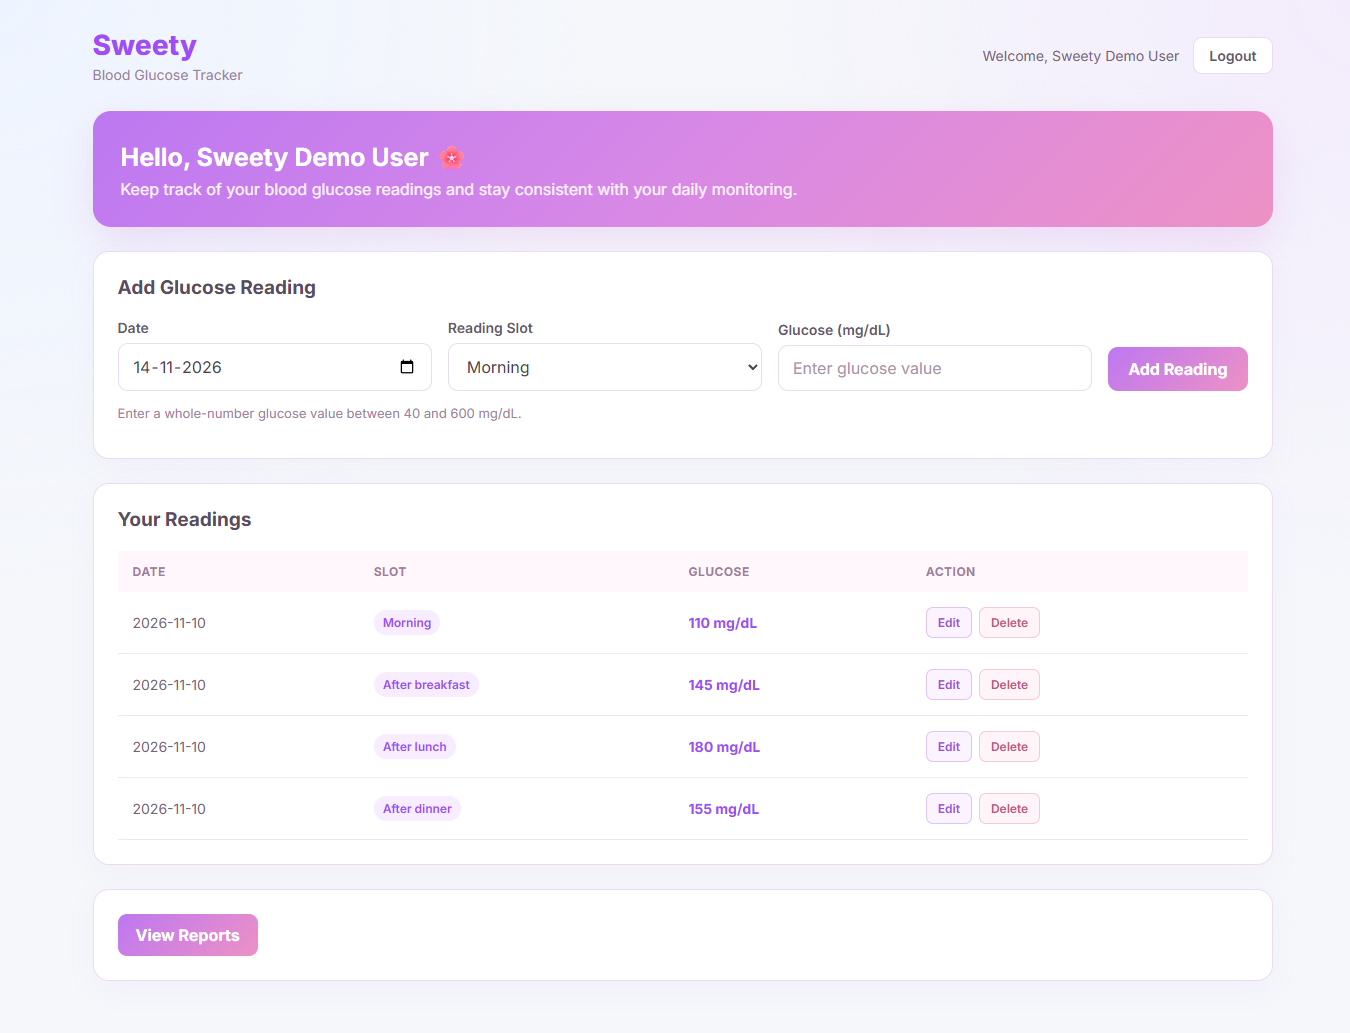 Sweety
Blood Glucose Tracker
Welcome, Sweety Demo User
Logout
Hello, Sweety Demo User 🌸
Keep track of your blood glucose readings and stay consistent with your daily monitoring.
Add Glucose Reading
Date
Reading Slot
Glucose (mg/dL)
14-11-2026
Morning
Enter glucose value
Add Reading
Enter a whole-number glucose value between 40 and 600 mg/dL.
Your Readings
DATE SLOT GLUCOSE ACTION
2026-11-10 Morning 110 mg/dL Edit Delete
2026-11-10 After breakfast 145 mg/dL Edit Delete
2026-11-10 After lunch 180 mg/dL Edit Delete
2026-11-10 After dinner 155 mg/dL Edit Delete
View Reports